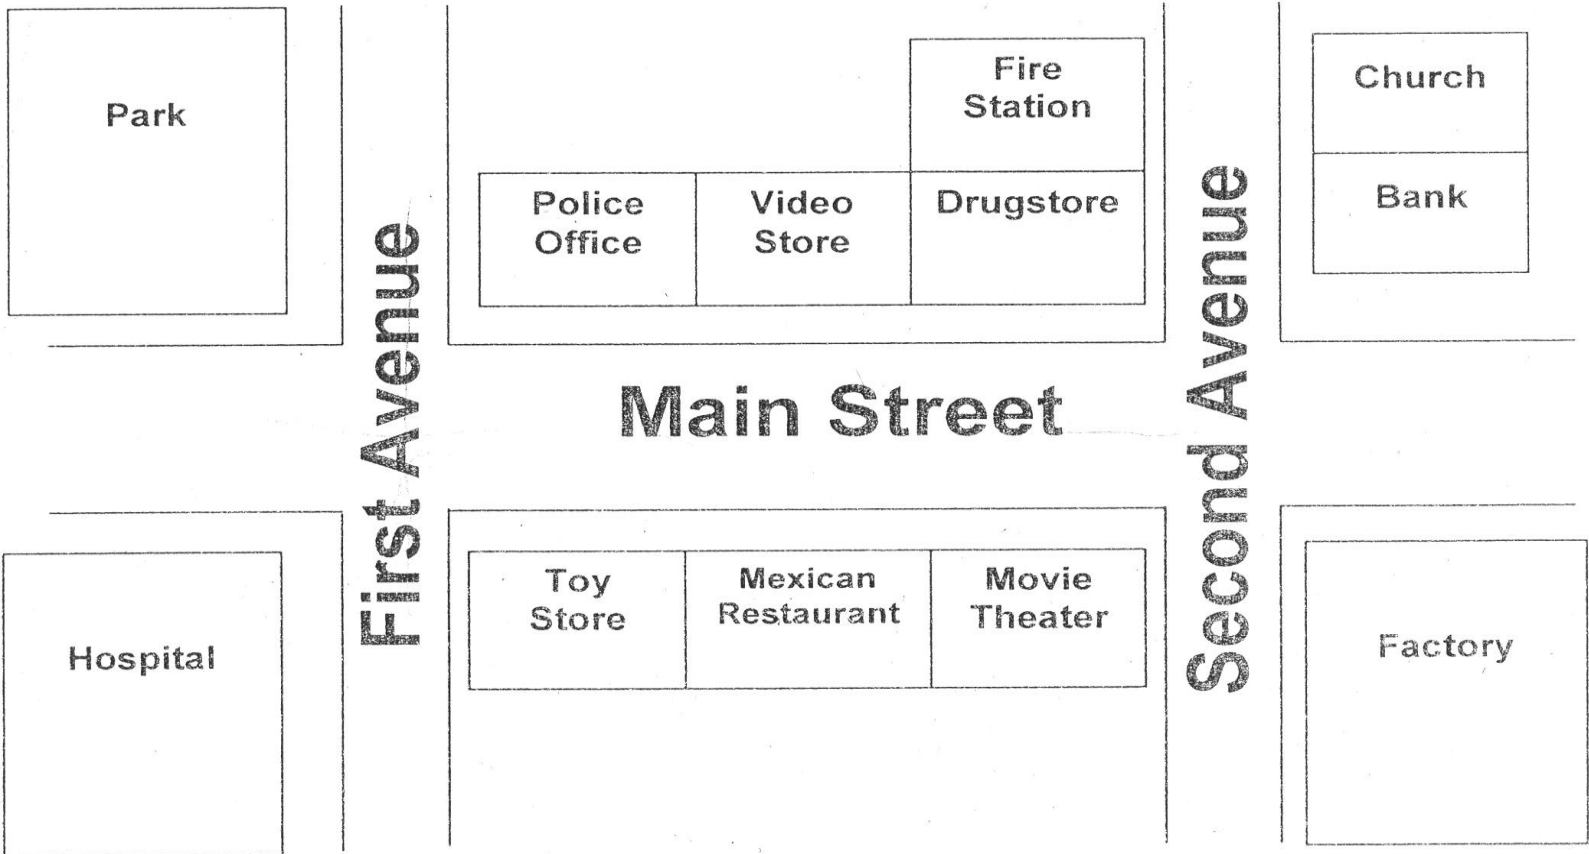 Park
Fire
Station
Church
Police
Office
Video
Store
Drugstore
Bank
First Avenue
Main Street
Second Avenue
Hospital
Toy
Store
Mexican
Restaurant
Movie
Theater
Factory